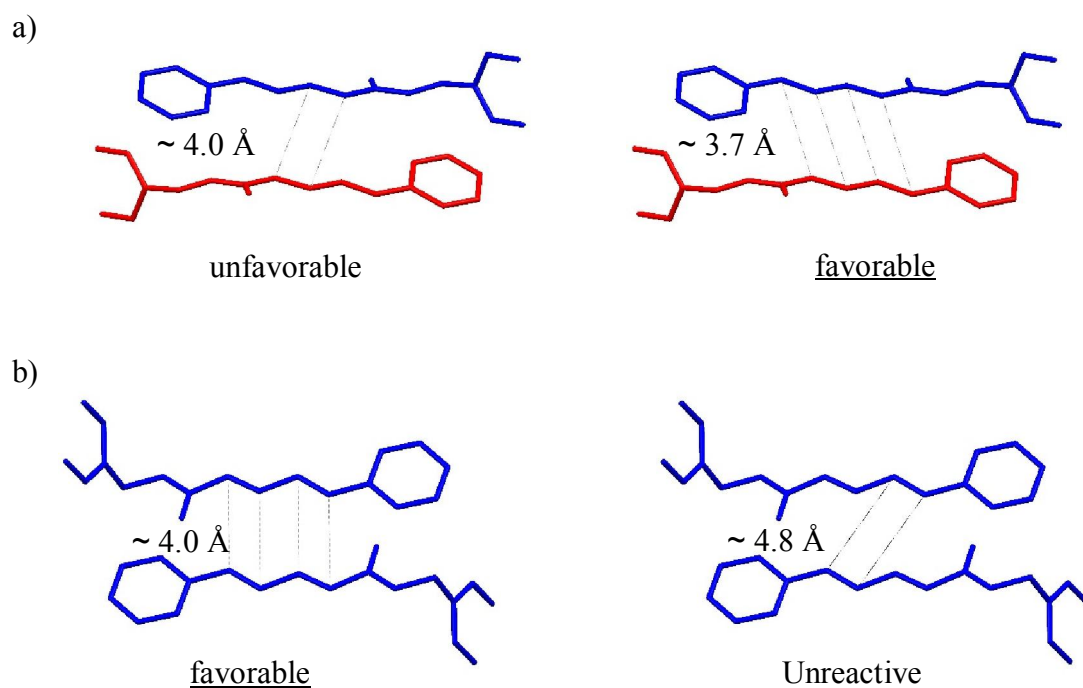 a)
~ 4.0 Å
~ 3.7 Å
unfavorable
favorable
b)
~ 4.0 Å
~ 4.8 Å
favorable
Unreactive